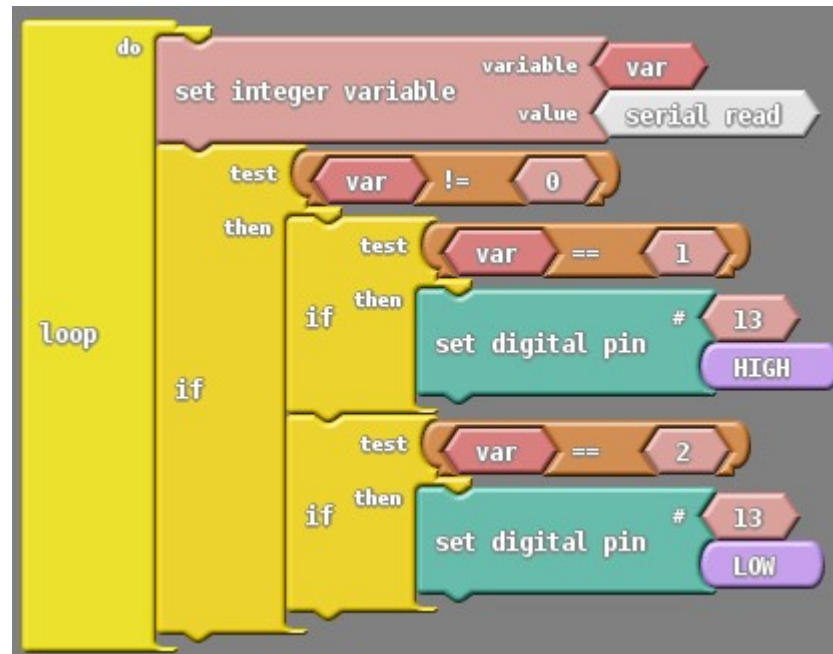 do
variable var
set integer variable
value serial read
test var != 0
then
test var == 1
then
if
# 13
set digital pin
HIGH
loop
if
test var == 2
then
if
# 13
set digital pin
LOW